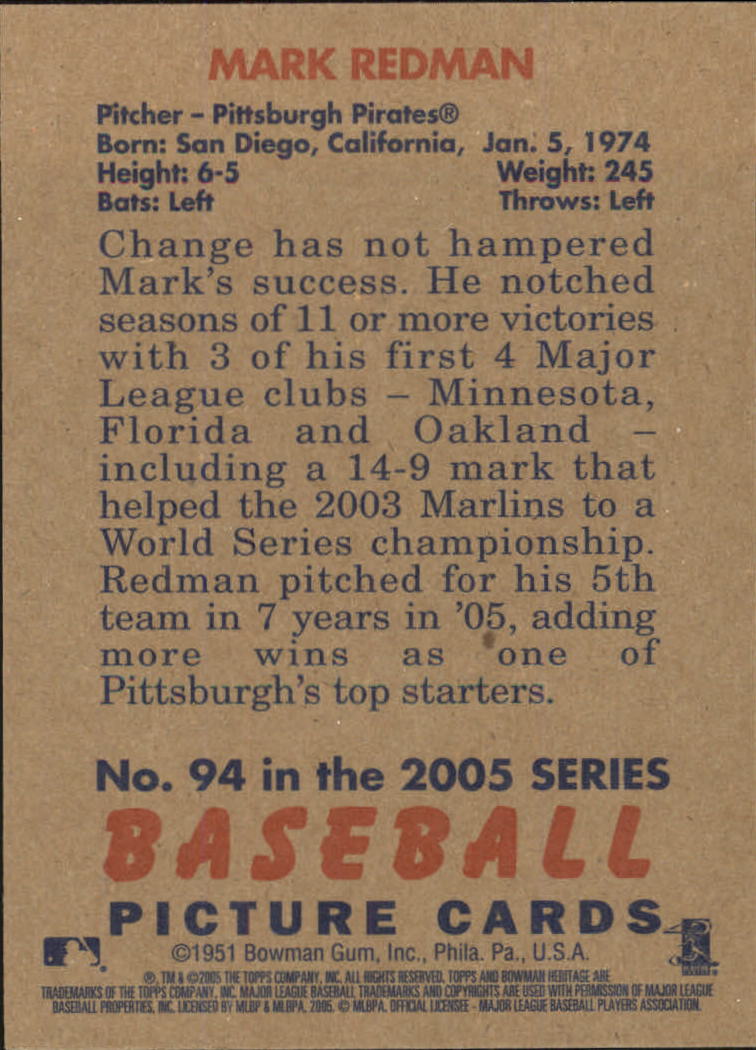 MARK REDMAN
Pitcher – Pittsburgh Pirates®
Born: San Diego, California, Jan. 5, 1974
Height: 6-5 Weight: 245
Bats: Left Throws: Left
Change has not hampered
Mark's success. He notched
seasons of 11 or more victories
with 3 of his first 4 Major
League clubs – Minnesota,
Florida and Oakland –
including a 14-9 mark that
helped the 2003 Marlins to a
World Series championship.
Redman pitched for his 5th
team in 7 years in '05, adding
more wins as one of
Pittsburgh's top starters.
No. 94 in the 2005 SERIES
BASEBALL
PICTURE CARDS
©1951 Bowman Gum, Inc., Phila. Pa., U.S.A.
®, TM & ©2005 THE TOPPS COMPANY, INC. ALL RIGHTS RESERVED. TOPPS AND BOWMAN HERITAGE ARE
TRADEMARKS OF THE TOPPS COMPANY, INC. MAJOR LEAGUE BASEBALL TRADEMARKS AND COPYRIGHTS ARE USED WITH PERMISSION OF MAJOR LEAGUE
BASEBALL PROPERTIES, INC. LICENSED BY MLBP & MLBPA, 2005. © MLBPA. OFFICIAL LICENSEE - MAJOR LEAGUE BASEBALL PLAYERS ASSOCIATION.